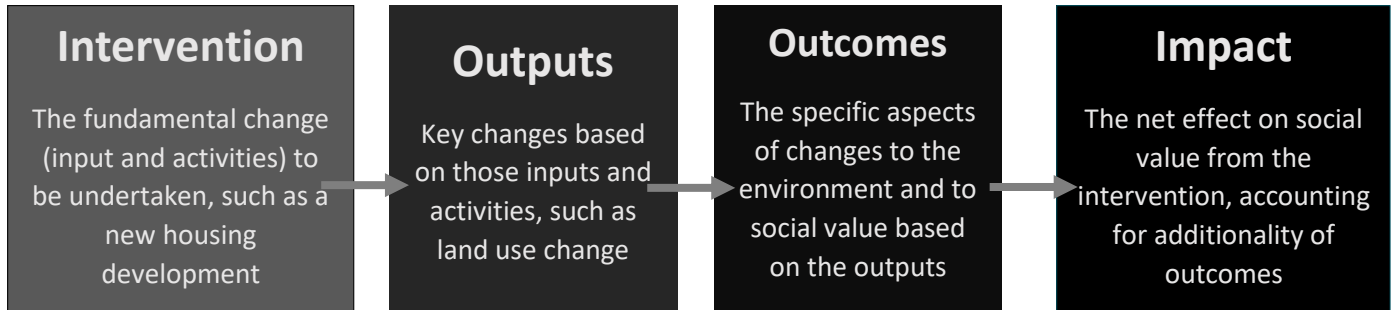 Intervention
The fundamental change
(input and activities) to
be undertaken, such as a
new housing
development
Outputs
Key changes based
on those inputs and
activities, such as
land use change
Outcomes
The specific aspects
of changes to the
environment and to
social value based
on the outputs
Impact
The net effect on social
value from the
intervention, accounting
for additionality of
outcomes